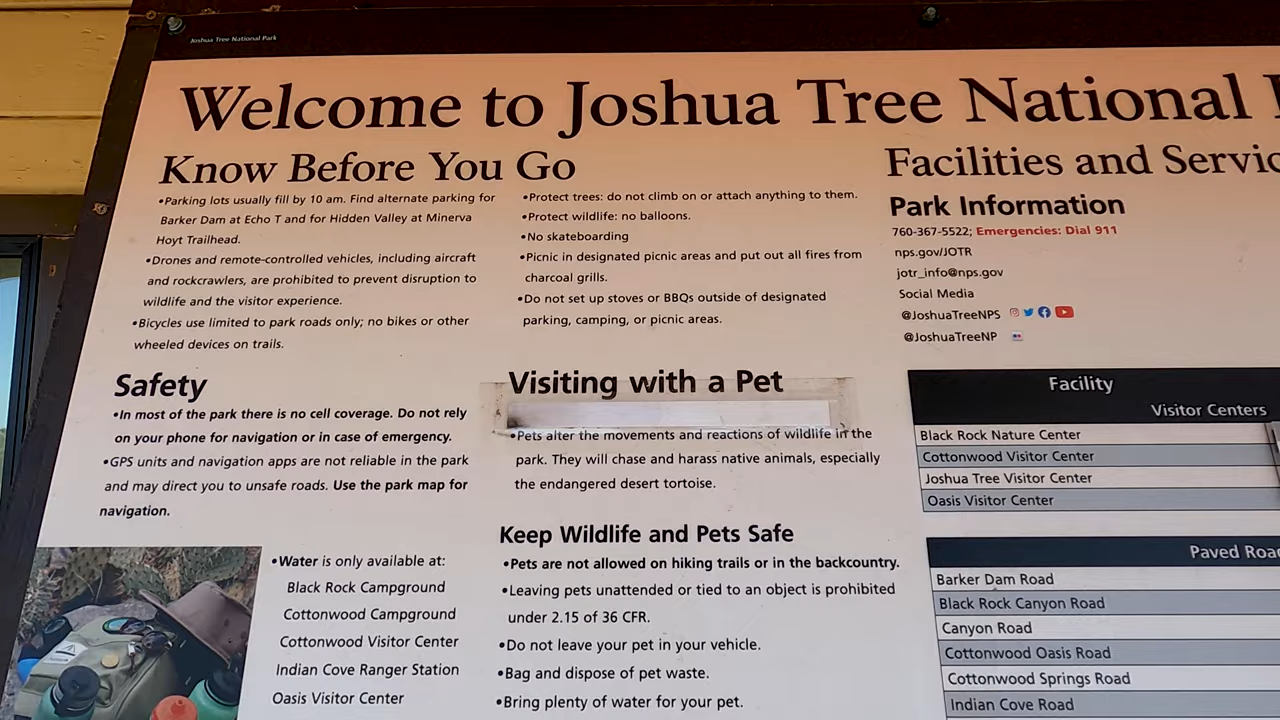 Joshua Tree National Park
Welcome to Joshua Tree National
Know Before You Go
•Parking lots usually fill by 10 am. Find alternate parking for
Barker Dam at Echo T and for Hidden Valley at Minerva
Hoyt Trailhead.
•Drones and remote-controlled vehicles, including aircraft
and rockcrawlers, are prohibited to prevent disruption to
wildlife and the visitor experience.
•Bicycles use limited to park roads only; no bikes or other
wheeled devices on trails.
•Protect trees: do not climb on or attach anything to them.
•Protect wildlife: no balloons.
•No skateboarding
•Picnic in designated picnic areas and put out all fires from
charcoal grills.
•Do not set up stoves or BBQs outside of designated
parking, camping, or picnic areas.
Safety
•In most of the park there is no cell coverage. Do not rely
on your phone for navigation or in case of emergency.
•GPS units and navigation apps are not reliable in the park
and may direct you to unsafe roads. Use the park map for
navigation.
•Water is only available at:
Black Rock Campground
Cottonwood Campground
Cottonwood Visitor Center
Indian Cove Ranger Station
Oasis Visitor Center
Visiting with a Pet
•Pets alter the movements and reactions of wildlife in the
park. They will chase and harass native animals, especially
the endangered desert tortoise.
Keep Wildlife and Pets Safe
•Pets are not allowed on hiking trails or in the backcountry.
•Leaving pets unattended or tied to an object is prohibited
under 2.15 of 36 CFR.
•Do not leave your pet in your vehicle.
•Bag and dispose of pet waste.
•Bring plenty of water for your pet.
Facilities and Servic
Park Information
760-367-5522; Emergencies: Dial 911
nps.gov/JOTR
jotr_info@nps.gov
Social Media
@JoshuaTreeNPS
@JoshuaTreeNP
Facility
Visitor Centers
Black Rock Nature Center
Cottonwood Visitor Center
Joshua Tree Visitor Center
Oasis Visitor Center
Paved Roa
Barker Dam Road
Black Rock Canyon Road
Canyon Road
Cottonwood Oasis Road
Cottonwood Springs Road
Indian Cove Road